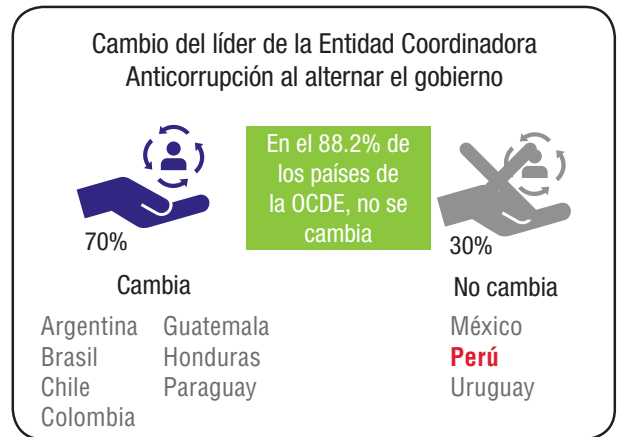 Cambio del líder de la Entidad Coordinadora
Anticorrupción al alternar el gobierno
En el 88.2% de
los países de
la OCDE, no se
cambia
70%
30%
Cambia
No cambia
Argentina
Brasil
Chile
Colombia
Guatemala
Honduras
Paraguay
México
Perú
Uruguay